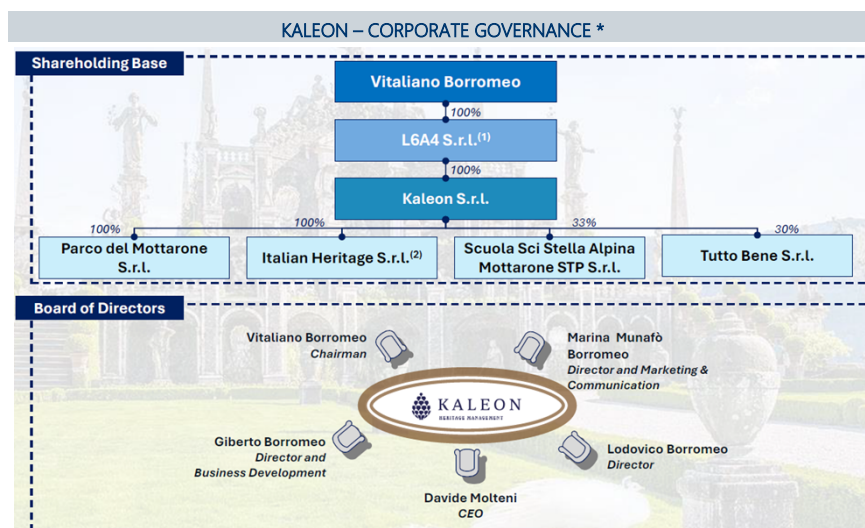 KALEON – CORPORATE GOVERNANCE *
Shareholding Base
Vitaliano Borromeo
100%
L6A4 S.r.l.(1)
100%
Kaleon S.r.l.
100%
100%
33%
30%
Parco del Mottarone
S.r.l.
Italian Heritage S.r.l.(2)
Scuola Sci Stella Alpina
Mottarone STP S.r.l.
Tutto Bene S.r.l.
Board of Directors
Vitaliano Borromeo
Chairman
Marina Munafò
Borromeo
Director and Marketing &
Communication
KALEON
HERITAGE MANAGEMENT
Giberto Borromeo
Director and
Business Development
Lodovico Borromeo
Director
Davide Molteni
CEO